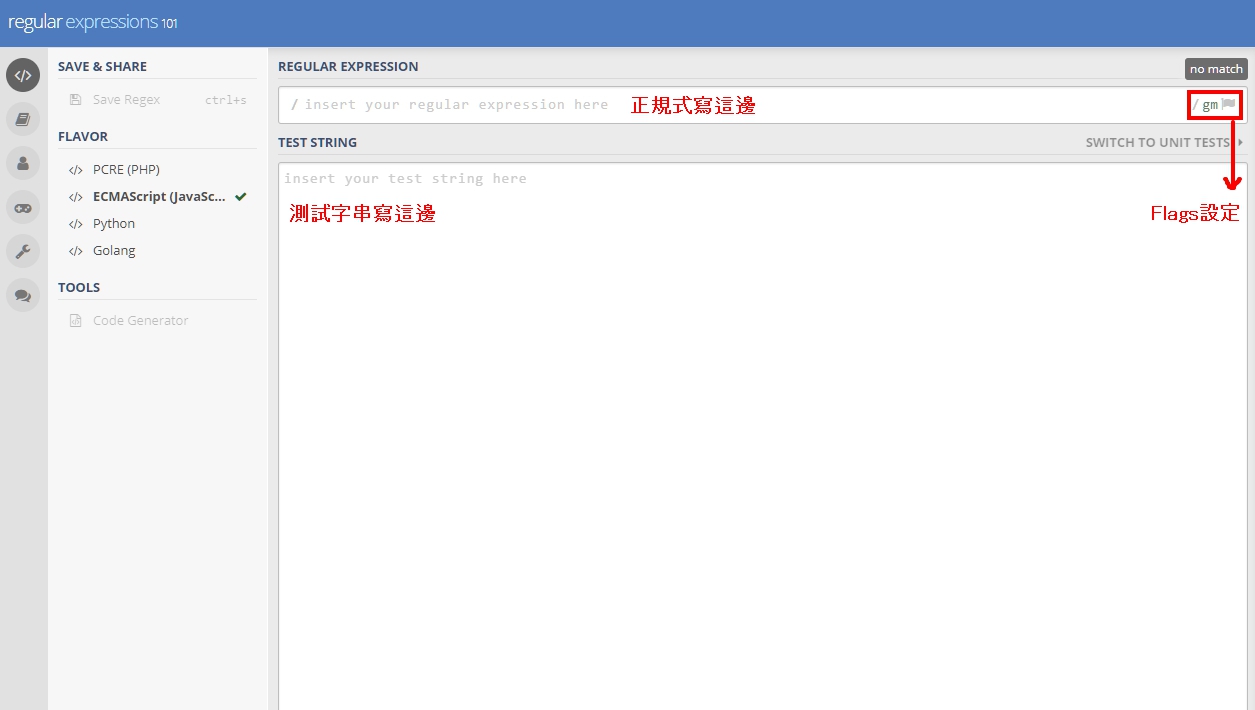 regular expressions 101
SAVE & SHARE
Save Regex ctrl+s
FLAVOR
</> PCRE (PHP)
</> ECMAScript (JavaSc...
</> Python
</> Golang
TOOLS
Code Generator
REGULAR EXPRESSION
no match
/ insert your regular expression here 正規式寫這邊 / gm
TEST STRING SWITCH TO UNIT TESTS
insert your test string here
測試字串寫這邊 Flags設定